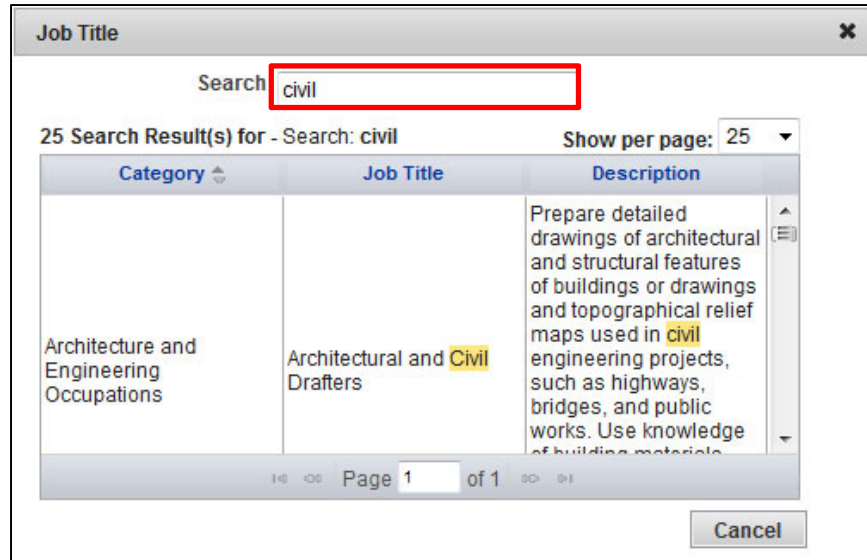 Job Title
Search civil
25 Search Result(s) for - Search: civil Show per page: 25
Category Job Title Description
Architecture and
Engineering
Occupations
Architectural and Civil
Drafters
Prepare detailed
drawings of architectural
and structural features
of buildings or drawings
and topographical relief
maps used in civil
engineering projects,
such as highways,
bridges, and public
works. Use knowledge
of building materials
Page 1 of 1
Cancel